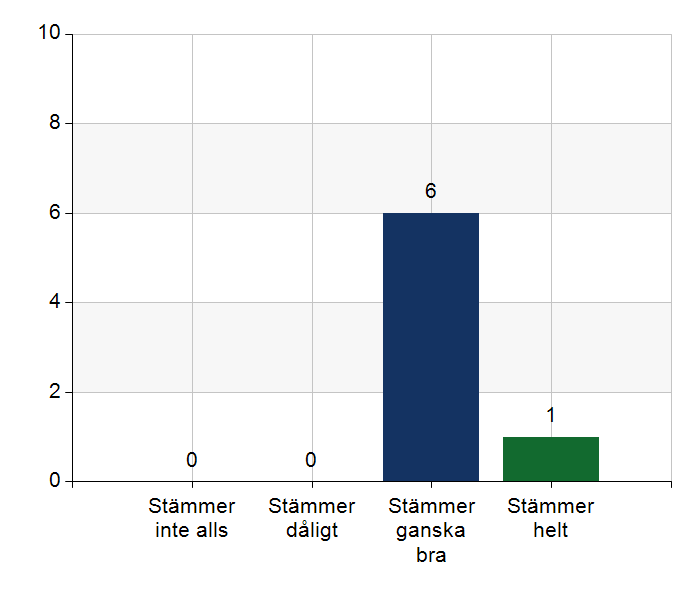 10
8
6
4
2
0
6
1
0
0
Stämmer
inte alls
Stämmer
dåligt
Stämmer
ganska
bra
Stämmer
helt